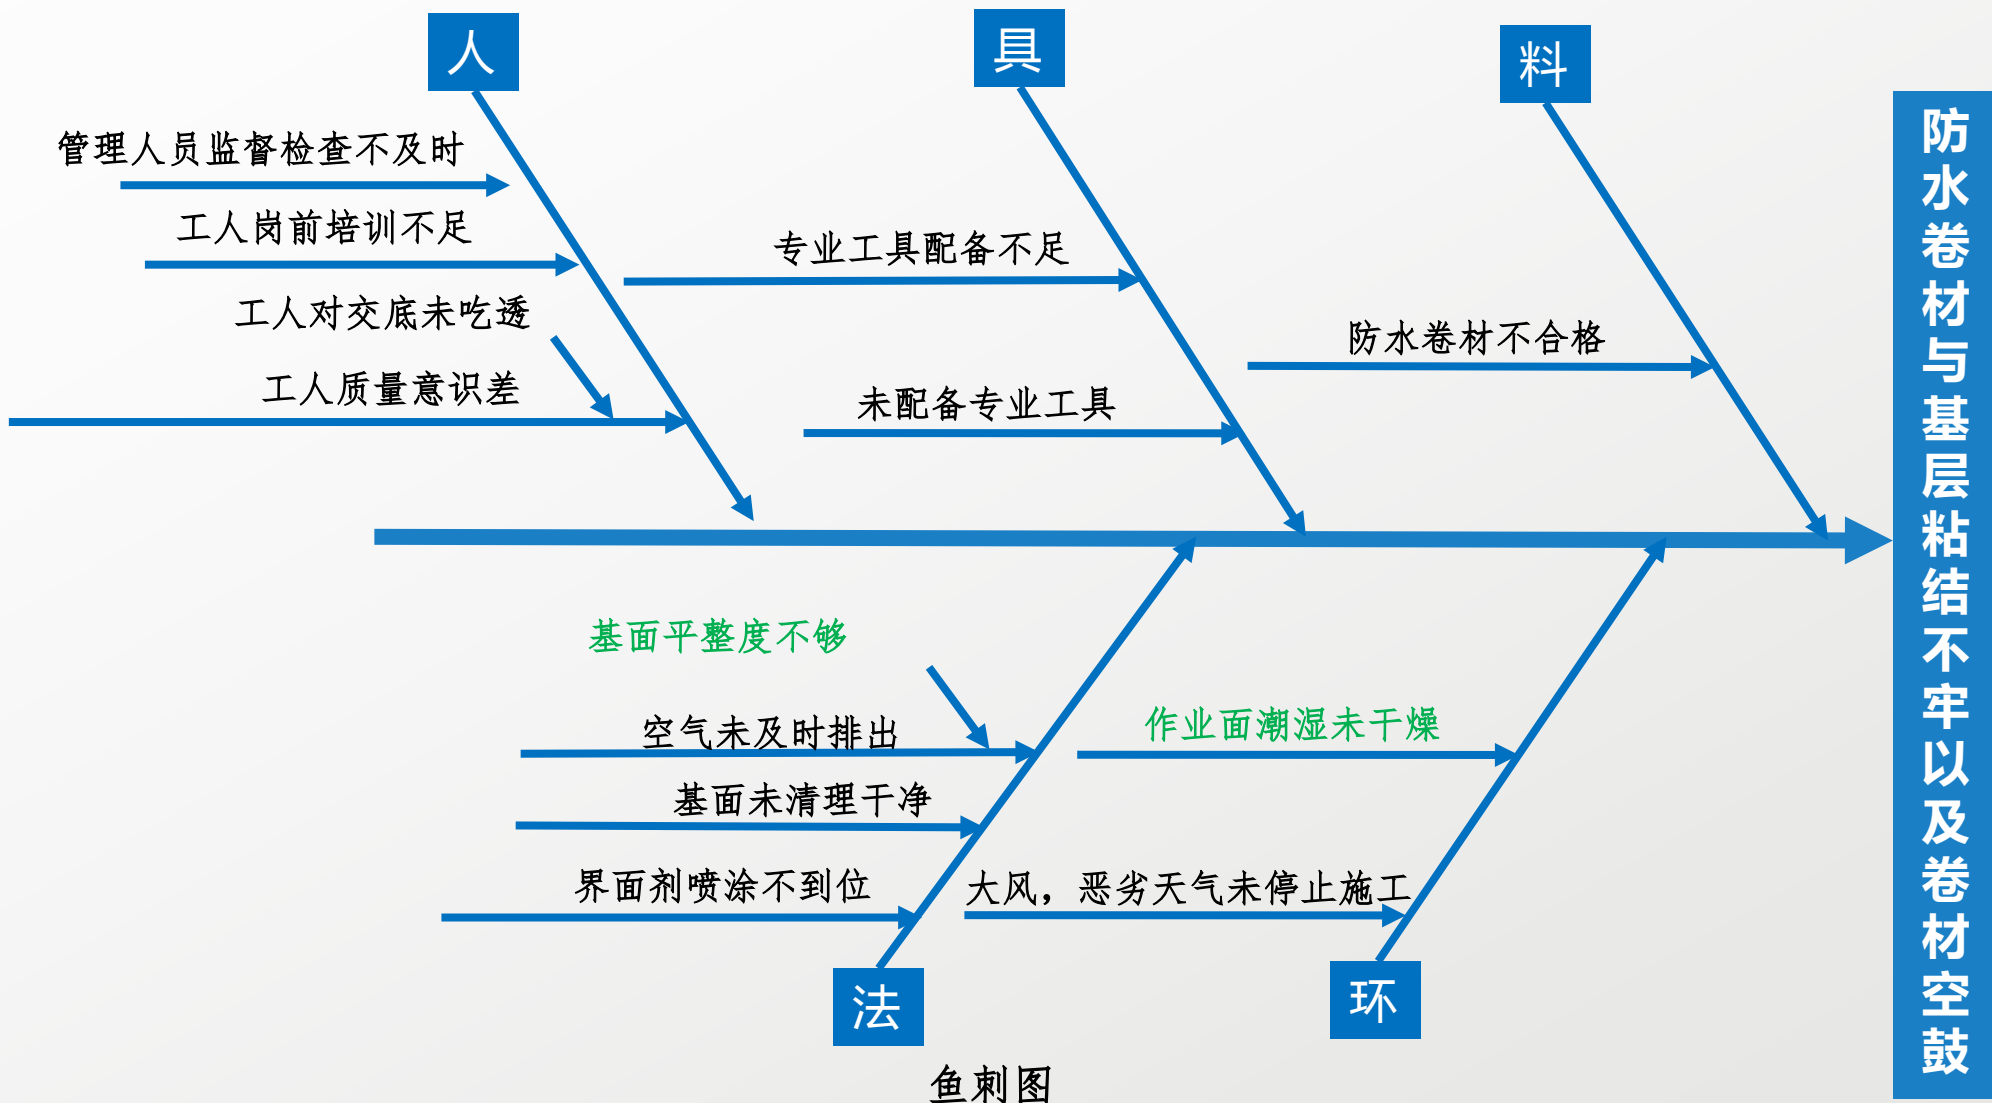 人
具
料
管理人员监督检查不及时
工人岗前培训不足
专业工具配备不足
工人对交底未吃透
防水卷材不合格
工人质量意识差
未配备专业工具
防水卷材与基层粘结不牢以及卷材空鼓
基面平整度不够
空气未及时排出
作业面潮湿未干燥
基面未清理干净
界面剂喷涂不到位
大风，恶劣天气未停止施工
法
环
鱼刺图